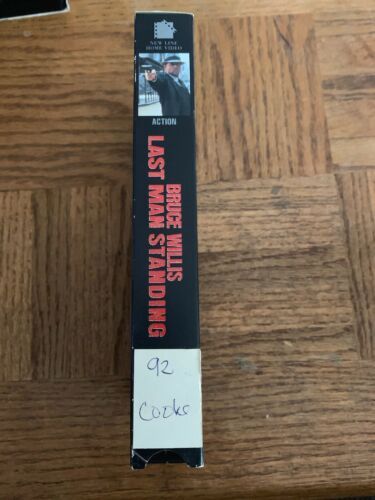 NEW LINE
HOME VIDEO
ACTION
BRUCE WILLIS
LAST MAN STANDING
92
Cooks